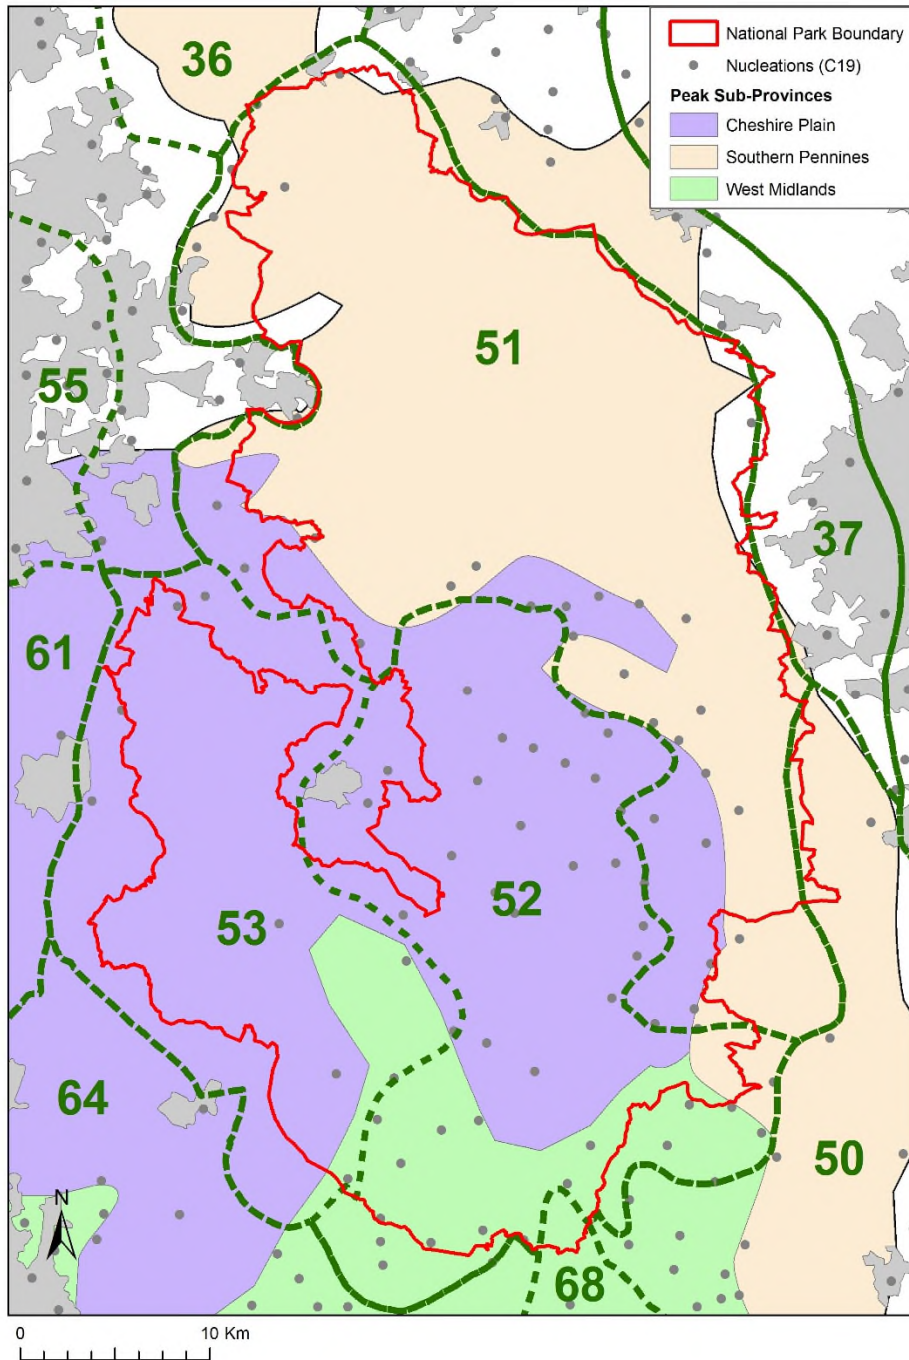 36
National Park Boundary
Nucleations (C19)
Peak Sub-Provinces
Cheshire Plain
Southern Pennines
West Midlands
51
55
37
61
52
53
64
50
N
68
0 10 Km